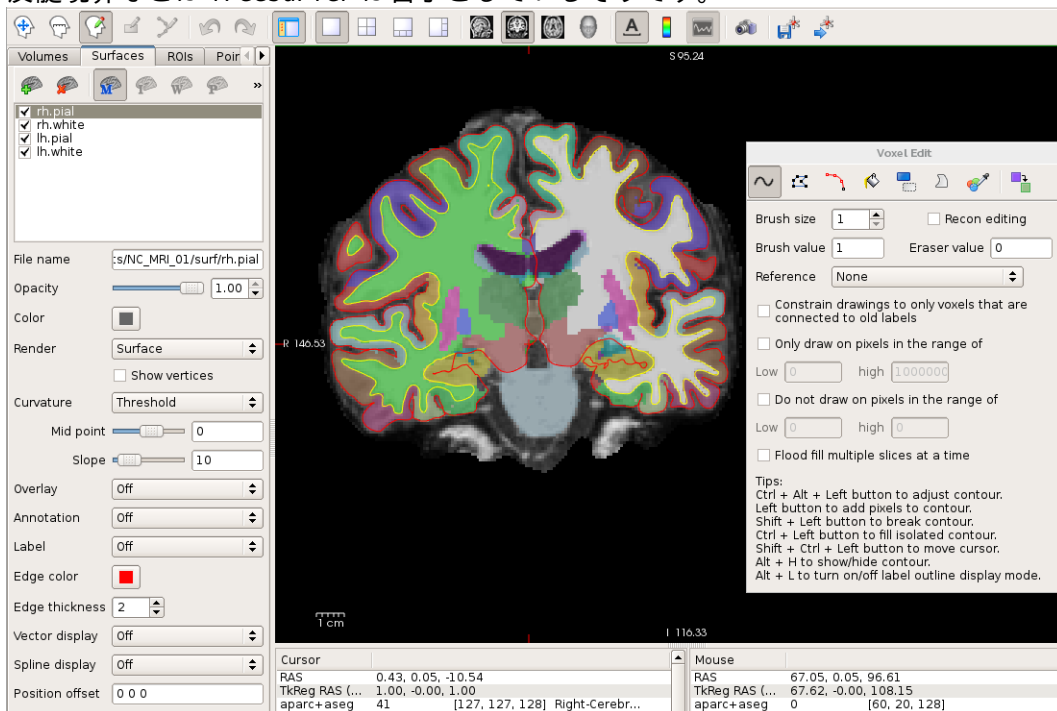 Volumes Surfaces ROIs Poir
rh.pial
rh.white
lh.pial
lh.white
File name :s/NC_MRI_01/surf/rh.pial
Opacity 1.00
Color
Render Surface
Show vertices
Curvature Threshold
Mid point 0
Slope 10
Overlay Off
Annotation Off
Label Off
Edge color
Edge thickness 2
Vector display Off
Spline display Off
Position offset 0 0 0
S 95.24
R 146.53
1 cm
I 116.33
Voxel Edit
Brush size 1 Recon editing
Brush value 1 Eraser value 0
Reference None
Constrain drawings to only voxels that are
connected to old labels
Only draw on pixels in the range of
Low 0 high 1000000
Do not draw on pixels in the range of
Low 0 high 0
Flood fill multiple slices at a time
Tips:
Ctrl + Alt + Left button to adjust contour.
Left button to add pixels to contour.
Shift + Left button to break contour.
Ctrl + Left button to fill isolated contour.
Shift + Ctrl + Left button to move cursor.
Alt + H to show/hide contour.
Alt + L to turn on/off label outline display mode.
Cursor
RAS 0.43, 0.05, -10.54
TkReg RAS (... 1.00, -0.00, 1.00
aparc+aseg 41 [127, 127, 128] Right-Cerebr...
Mouse
RAS 67.05, 0.05, 96.61
TkReg RAS (... 67.62, -0.00, 108.15
aparc+aseg 0 [60, 20, 128]